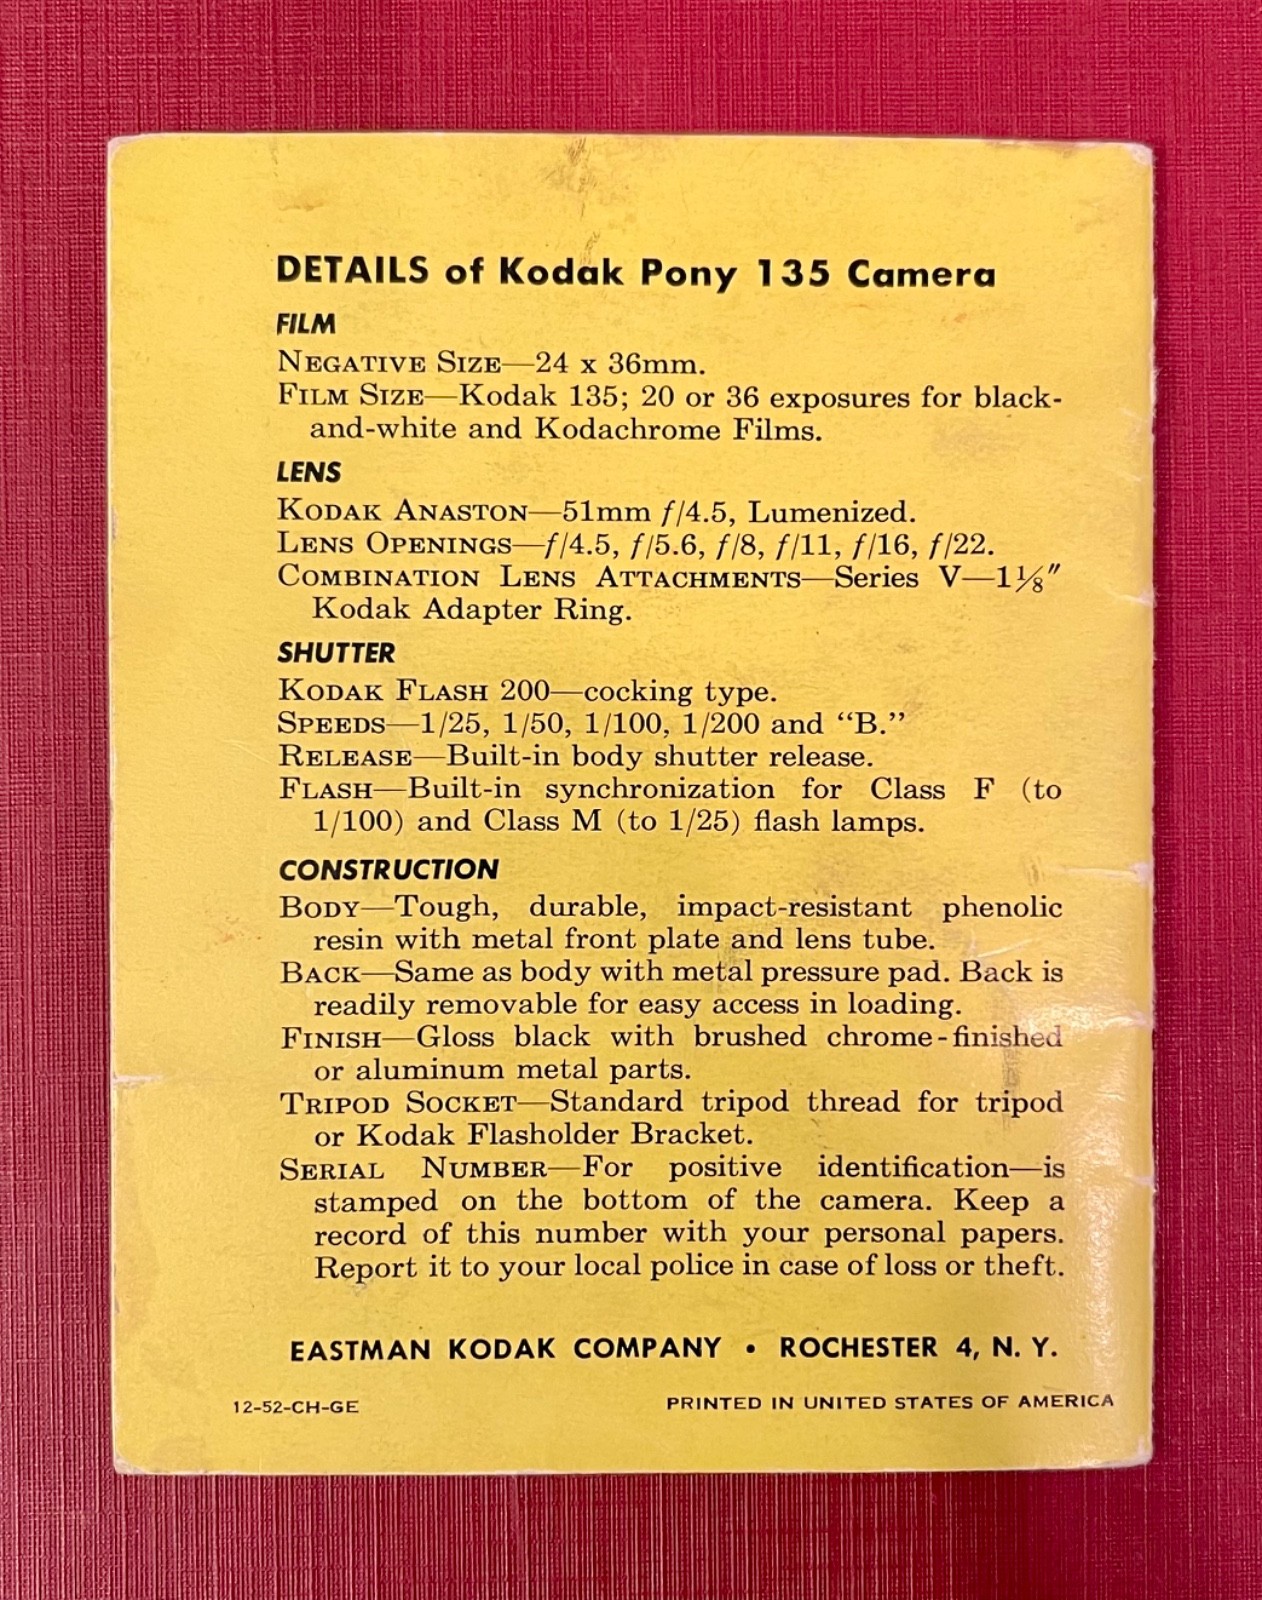 DETAILS of Kodak Pony 135 Camera
FILM
NEGATIVE SIZE—24 x 36mm.
FILM SIZE—Kodak 135; 20 or 36 exposures for black-
and-white and Kodachrome Films.
LENS
KODAK ANASTON—51mm f/4.5, Lumenized.
LENS OPENINGS—f/4.5, f/5.6, f/8, f/11, f/16, f/22.
COMBINATION LENS ATTACHMENTS—Series V—1⅛″
Kodak Adapter Ring.
SHUTTER
KODAK FLASH 200—cocking type.
SPEEDS—1/25, 1/50, 1/100, 1/200 and “B.”
RELEASE—Built-in body shutter release.
FLASH—Built-in synchronization for Class F (to
1/100) and Class M (to 1/25) flash lamps.
CONSTRUCTION
BODY—Tough, durable, impact-resistant phenolic
resin with metal front plate and lens tube.
BACK—Same as body with metal pressure pad. Back is
readily removable for easy access in loading.
FINISH—Gloss black with brushed chrome-finished
or aluminum metal parts.
TRIPOD SOCKET—Standard tripod thread for tripod
or Kodak Flasholder Bracket.
SERIAL NUMBER—For positive identification—is
stamped on the bottom of the camera. Keep a
record of this number with your personal papers.
Report it to your local police in case of loss or theft.
EASTMAN KODAK COMPANY • ROCHESTER 4, N. Y.
12-52-CH-GE PRINTED IN UNITED STATES OF AMERICA